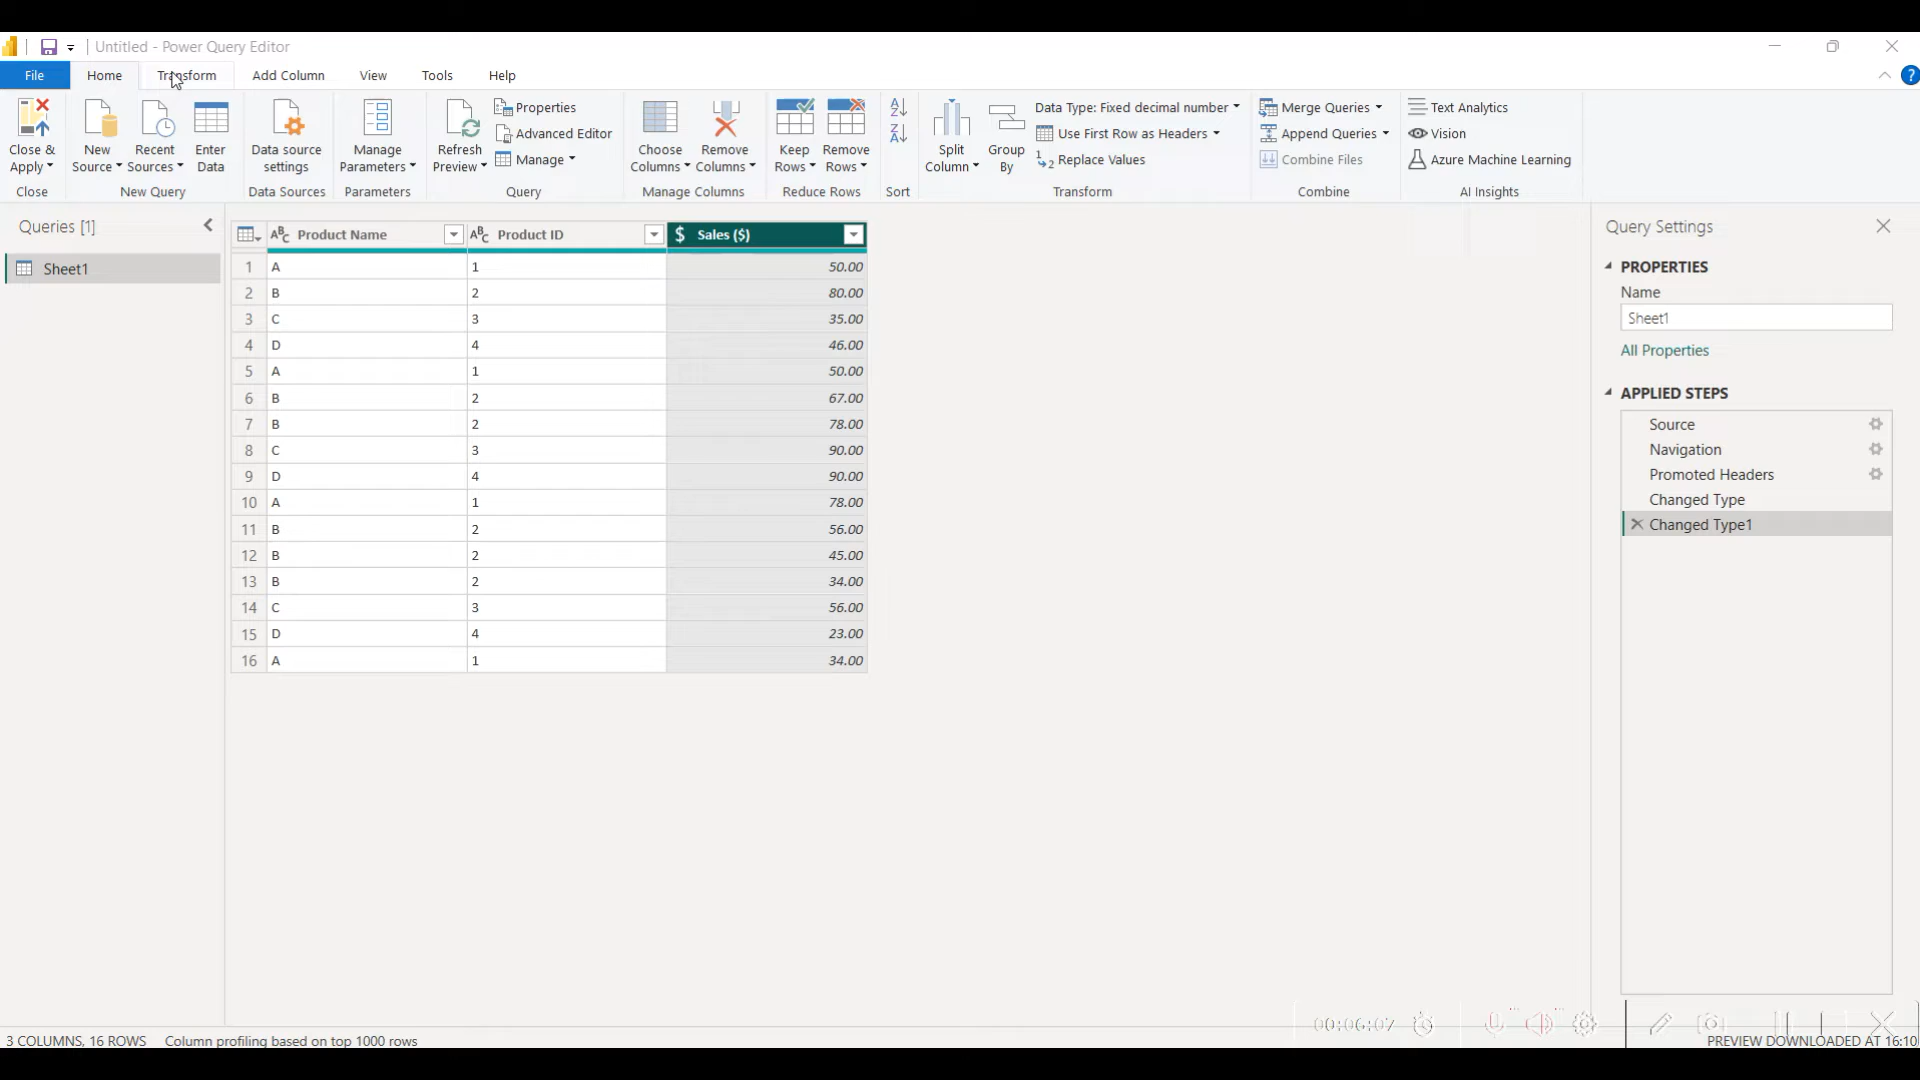 Untitled - Power Query Editor
File Home Transform Add Column View Tools Help ?
Close & Apply
New Source
Recent Sources
Enter Data
Data source settings
Manage Parameters
Refresh Preview
Properties
Advanced Editor
Manage
Choose Columns
Remove Columns
Keep Rows
Remove Rows
Split Column
Group By
Data Type: Fixed decimal number
Use First Row as Headers
Replace Values
Merge Queries
Append Queries
Combine Files
Text Analytics
Vision
Azure Machine Learning
Close New Query Data Sources Parameters Query Manage Columns Reduce Rows Sort Transform Combine AI Insights
Queries [1]
Sheet1
ABC Product Name ABC Product ID $ Sales ($)
1 A 1 50.00
2 B 2 80.00
3 C 3 35.00
4 D 4 46.00
5 A 1 50.00
6 B 2 67.00
7 B 2 78.00
8 C 3 90.00
9 D 4 90.00
10 A 1 78.00
11 B 2 56.00
12 B 2 45.00
13 B 2 34.00
14 C 3 56.00
15 D 4 23.00
16 A 1 34.00
Query Settings
PROPERTIES
Name
Sheet1
All Properties
APPLIED STEPS
Source
Navigation
Promoted Headers
Changed Type
Changed Type1
00:06:07
3 COLUMNS, 16 ROWS Column profiling based on top 1000 rows
PREVIEW DOWNLOADED AT 16:10